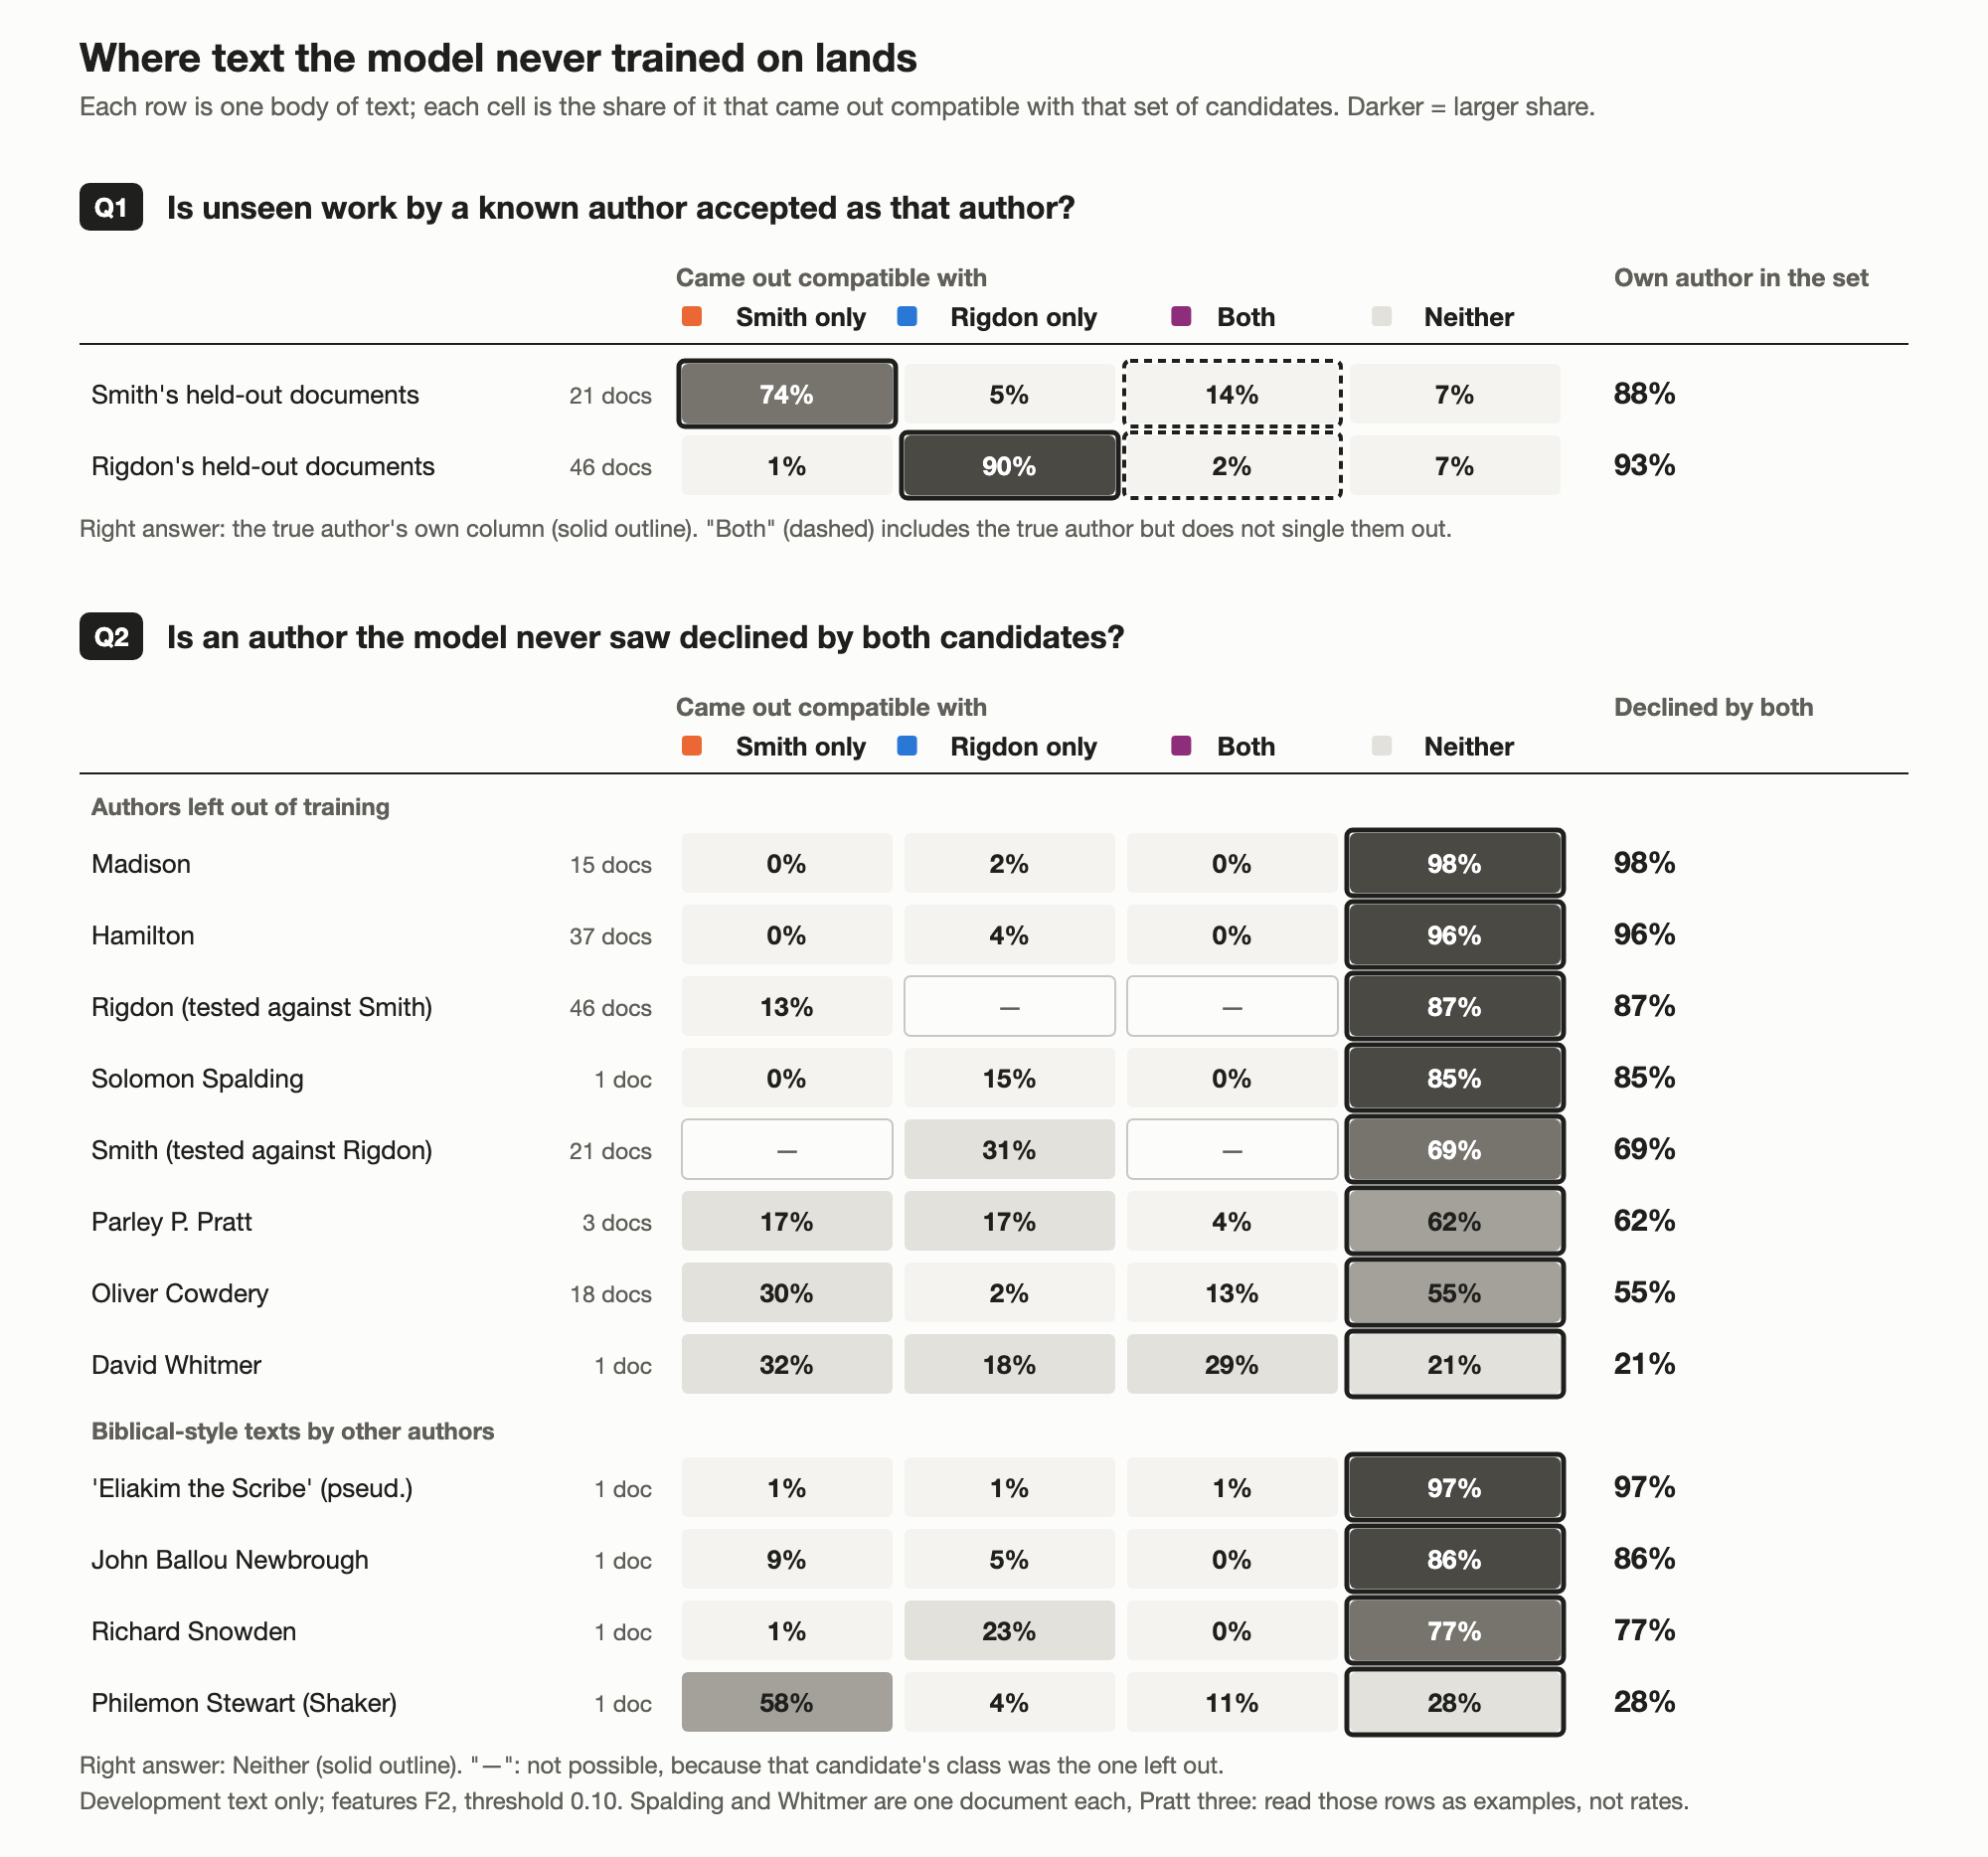 Where text the model never trained on lands
Each row is one body of text; each cell is the share of it that came out compatible with that set of candidates. Darker = larger share.
Q1 Is unseen work by a known author accepted as that author?
Came out compatible with Own author in the set
Smith only Rigdon only Both Neither
Smith's held-out documents 21 docs 74% 5% 14% 7% 88%
Rigdon's held-out documents 46 docs 1% 90% 2% 7% 93%
Right answer: the true author's own column (solid outline). "Both" (dashed) includes the true author but does not single them out.
Q2 Is an author the model never saw declined by both candidates?
Came out compatible with Declined by both
Smith only Rigdon only Both Neither
Authors left out of training
Madison 15 docs 0% 2% 0% 98% 98%
Hamilton 37 docs 0% 4% 0% 96% 96%
Rigdon (tested against Smith) 46 docs 13% — — 87% 87%
Solomon Spalding 1 doc 0% 15% 0% 85% 85%
Smith (tested against Rigdon) 21 docs — 31% — 69% 69%
Parley P. Pratt 3 docs 17% 17% 4% 62% 62%
Oliver Cowdery 18 docs 30% 2% 13% 55% 55%
David Whitmer 1 doc 32% 18% 29% 21% 21%
Biblical-style texts by other authors
'Eliakim the Scribe' (pseud.) 1 doc 1% 1% 1% 97% 97%
John Ballou Newbrough 1 doc 9% 5% 0% 86% 86%
Richard Snowden 1 doc 1% 23% 0% 77% 77%
Philemon Stewart (Shaker) 1 doc 58% 4% 11% 28% 28%
Right answer: Neither (solid outline). "—": not possible, because that candidate's class was the one left out.
Development text only; features F2, threshold 0.10. Spalding and Whitmer are one document each, Pratt three: read those rows as examples, not rates.